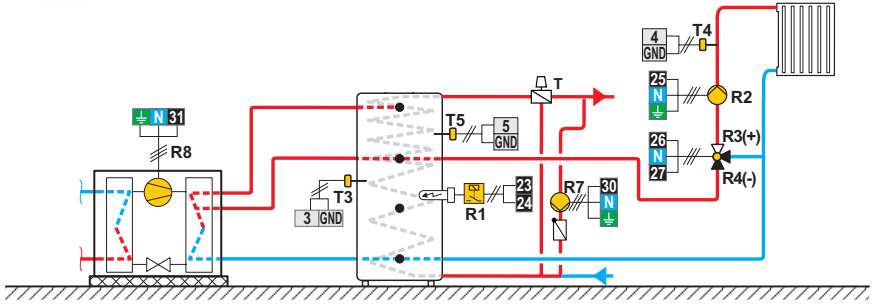 N 31
R8
T3
3 GND
T5
5
GND
R1
23
24
T
R7
30
N
4
GND
T4
25
N
R2
26
N
27
R3(+)
R4(-)